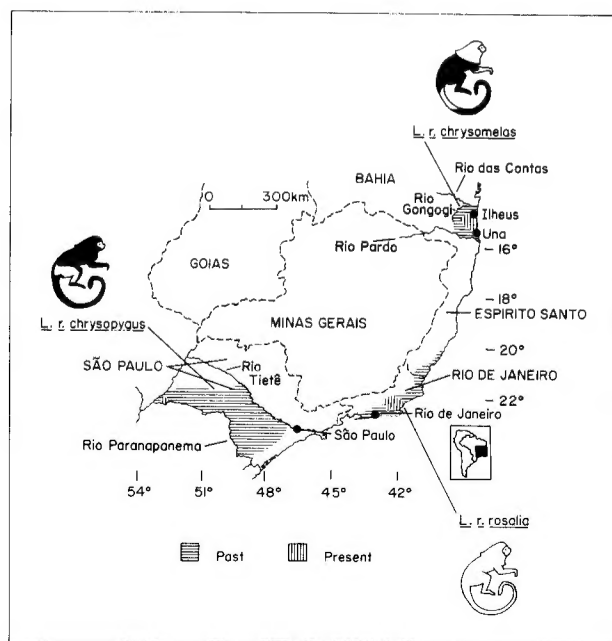 L. r. chrysomelas
Rio das Contas
BAHIA
0 300km
Rio
Gongogi
Ilheus
Rio Pardo
Una
16°
GOIAS
18°
ESPIRITO SANTO
MINAS GERAIS
L. r. chrysopygus
20°
SÃO PAULO
Rio
Tietê
RIO DE JANEIRO
22°
Rio de Janeiro
São Paulo
Rio Paranapanema
54° 51° 48° 45° 42°
L. r. rosalia
Past Present